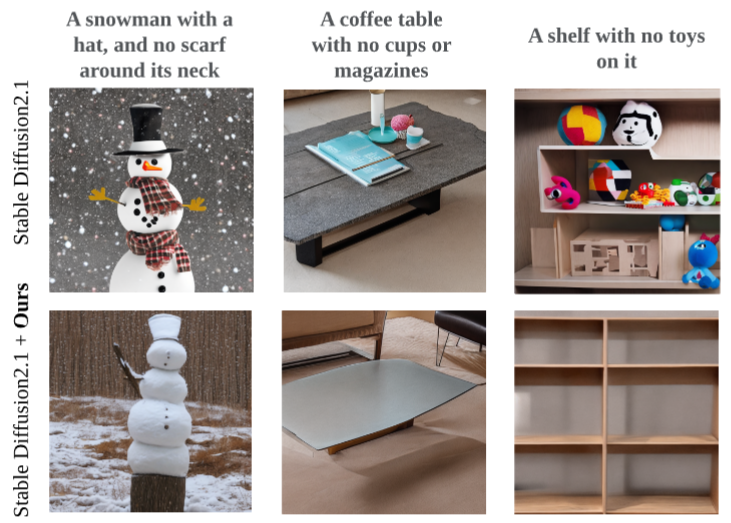 A snowman with a
hat, and no scarf
around its neck
A coffee table
with no cups or
magazines
A shelf with no toys
on it
Stable Diffusion2.1
Stable Diffusion2.1 + Ours